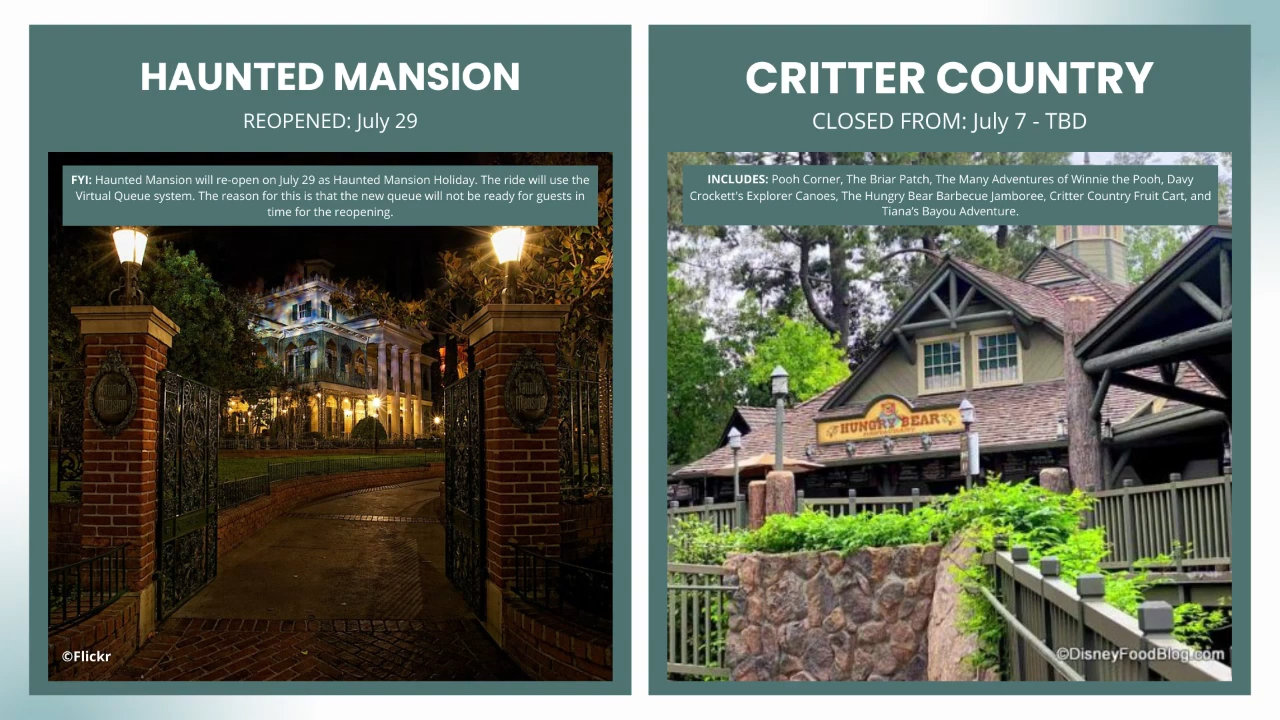 HAUNTED MANSION
REOPENED: July 29
FYI: Haunted Mansion will re-open on July 29 as Haunted Mansion Holiday. The ride will use the
Virtual Queue system. The reason for this is that the new queue will not be ready for guests in
time for the reopening.
©Flickr
CRITTER COUNTRY
CLOSED FROM: July 7 - TBD
INCLUDES: Pooh Corner, The Briar Patch, The Many Adventures of Winnie the Pooh, Davy
Crockett's Explorer Canoes, The Hungry Bear Barbecue Jamboree, Critter Country Fruit Cart, and
Tiana’s Bayou Adventure.
HUNGRY BEAR
©DisneyFoodBlog.com